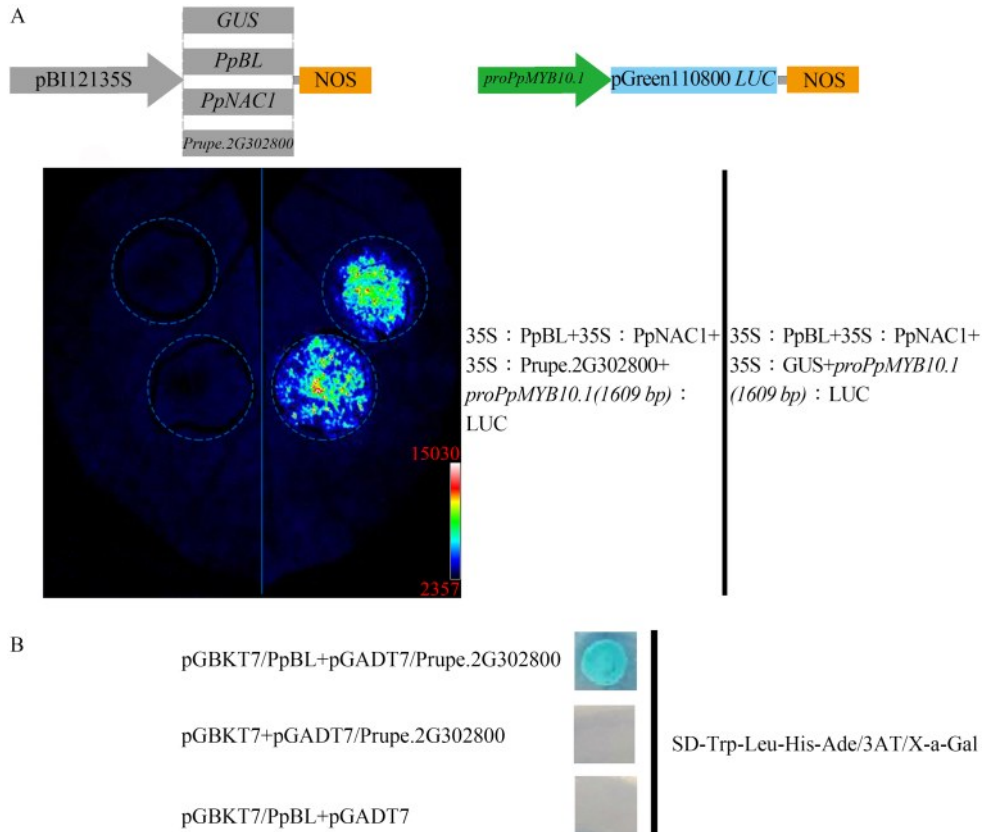 A
GUS
PpBL
PpNAC1
Prupe.2G302800
pBI12135S
NOS
proPpMYB10.1
pGreen110800 LUC
NOS
15030
2357
35S：PpBL+35S：PpNAC1+
35S：Prupe.2G302800+
proPpMYB10.1(1609 bp)：
LUC
35S：PpBL+35S：PpNAC1+
35S：GUS+proPpMYB10.1
(1609 bp)：LUC
B
pGBKT7/PpBL+pGADT7/Prupe.2G302800
pGBKT7+pGADT7/Prupe.2G302800
pGBKT7/PpBL+pGADT7
SD-Trp-Leu-His-Ade/3AT/X-a-Gal